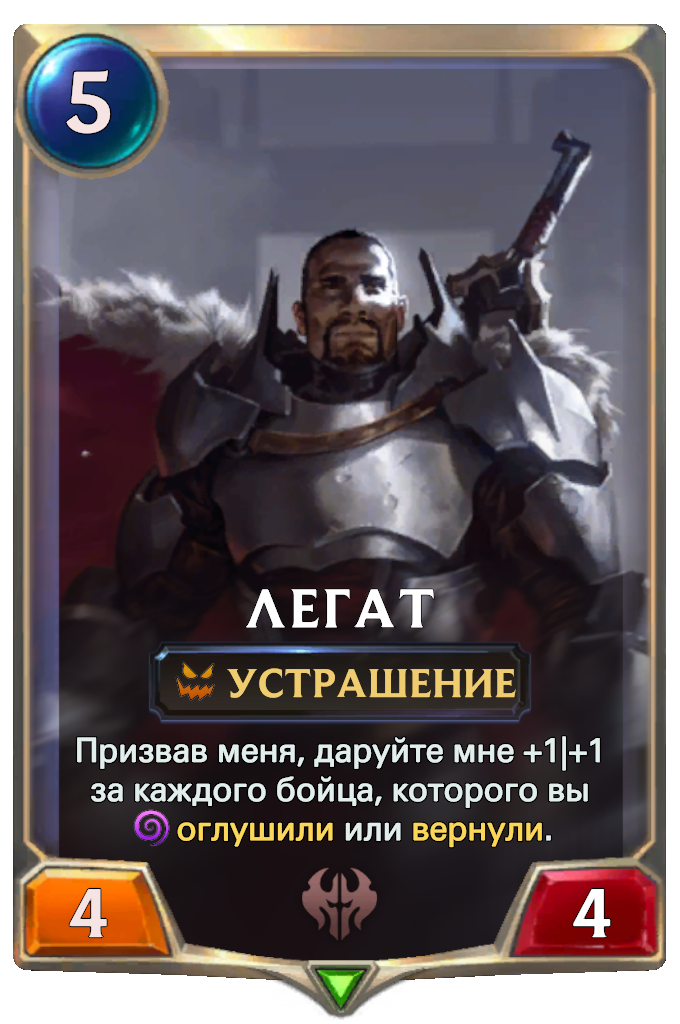 5
ЛЕГАТ
УСТРАШЕНИЕ
Призвав меня, даруйте мне +1|+1
за каждого бойца, которого вы
оглушили или вернули.
4
4